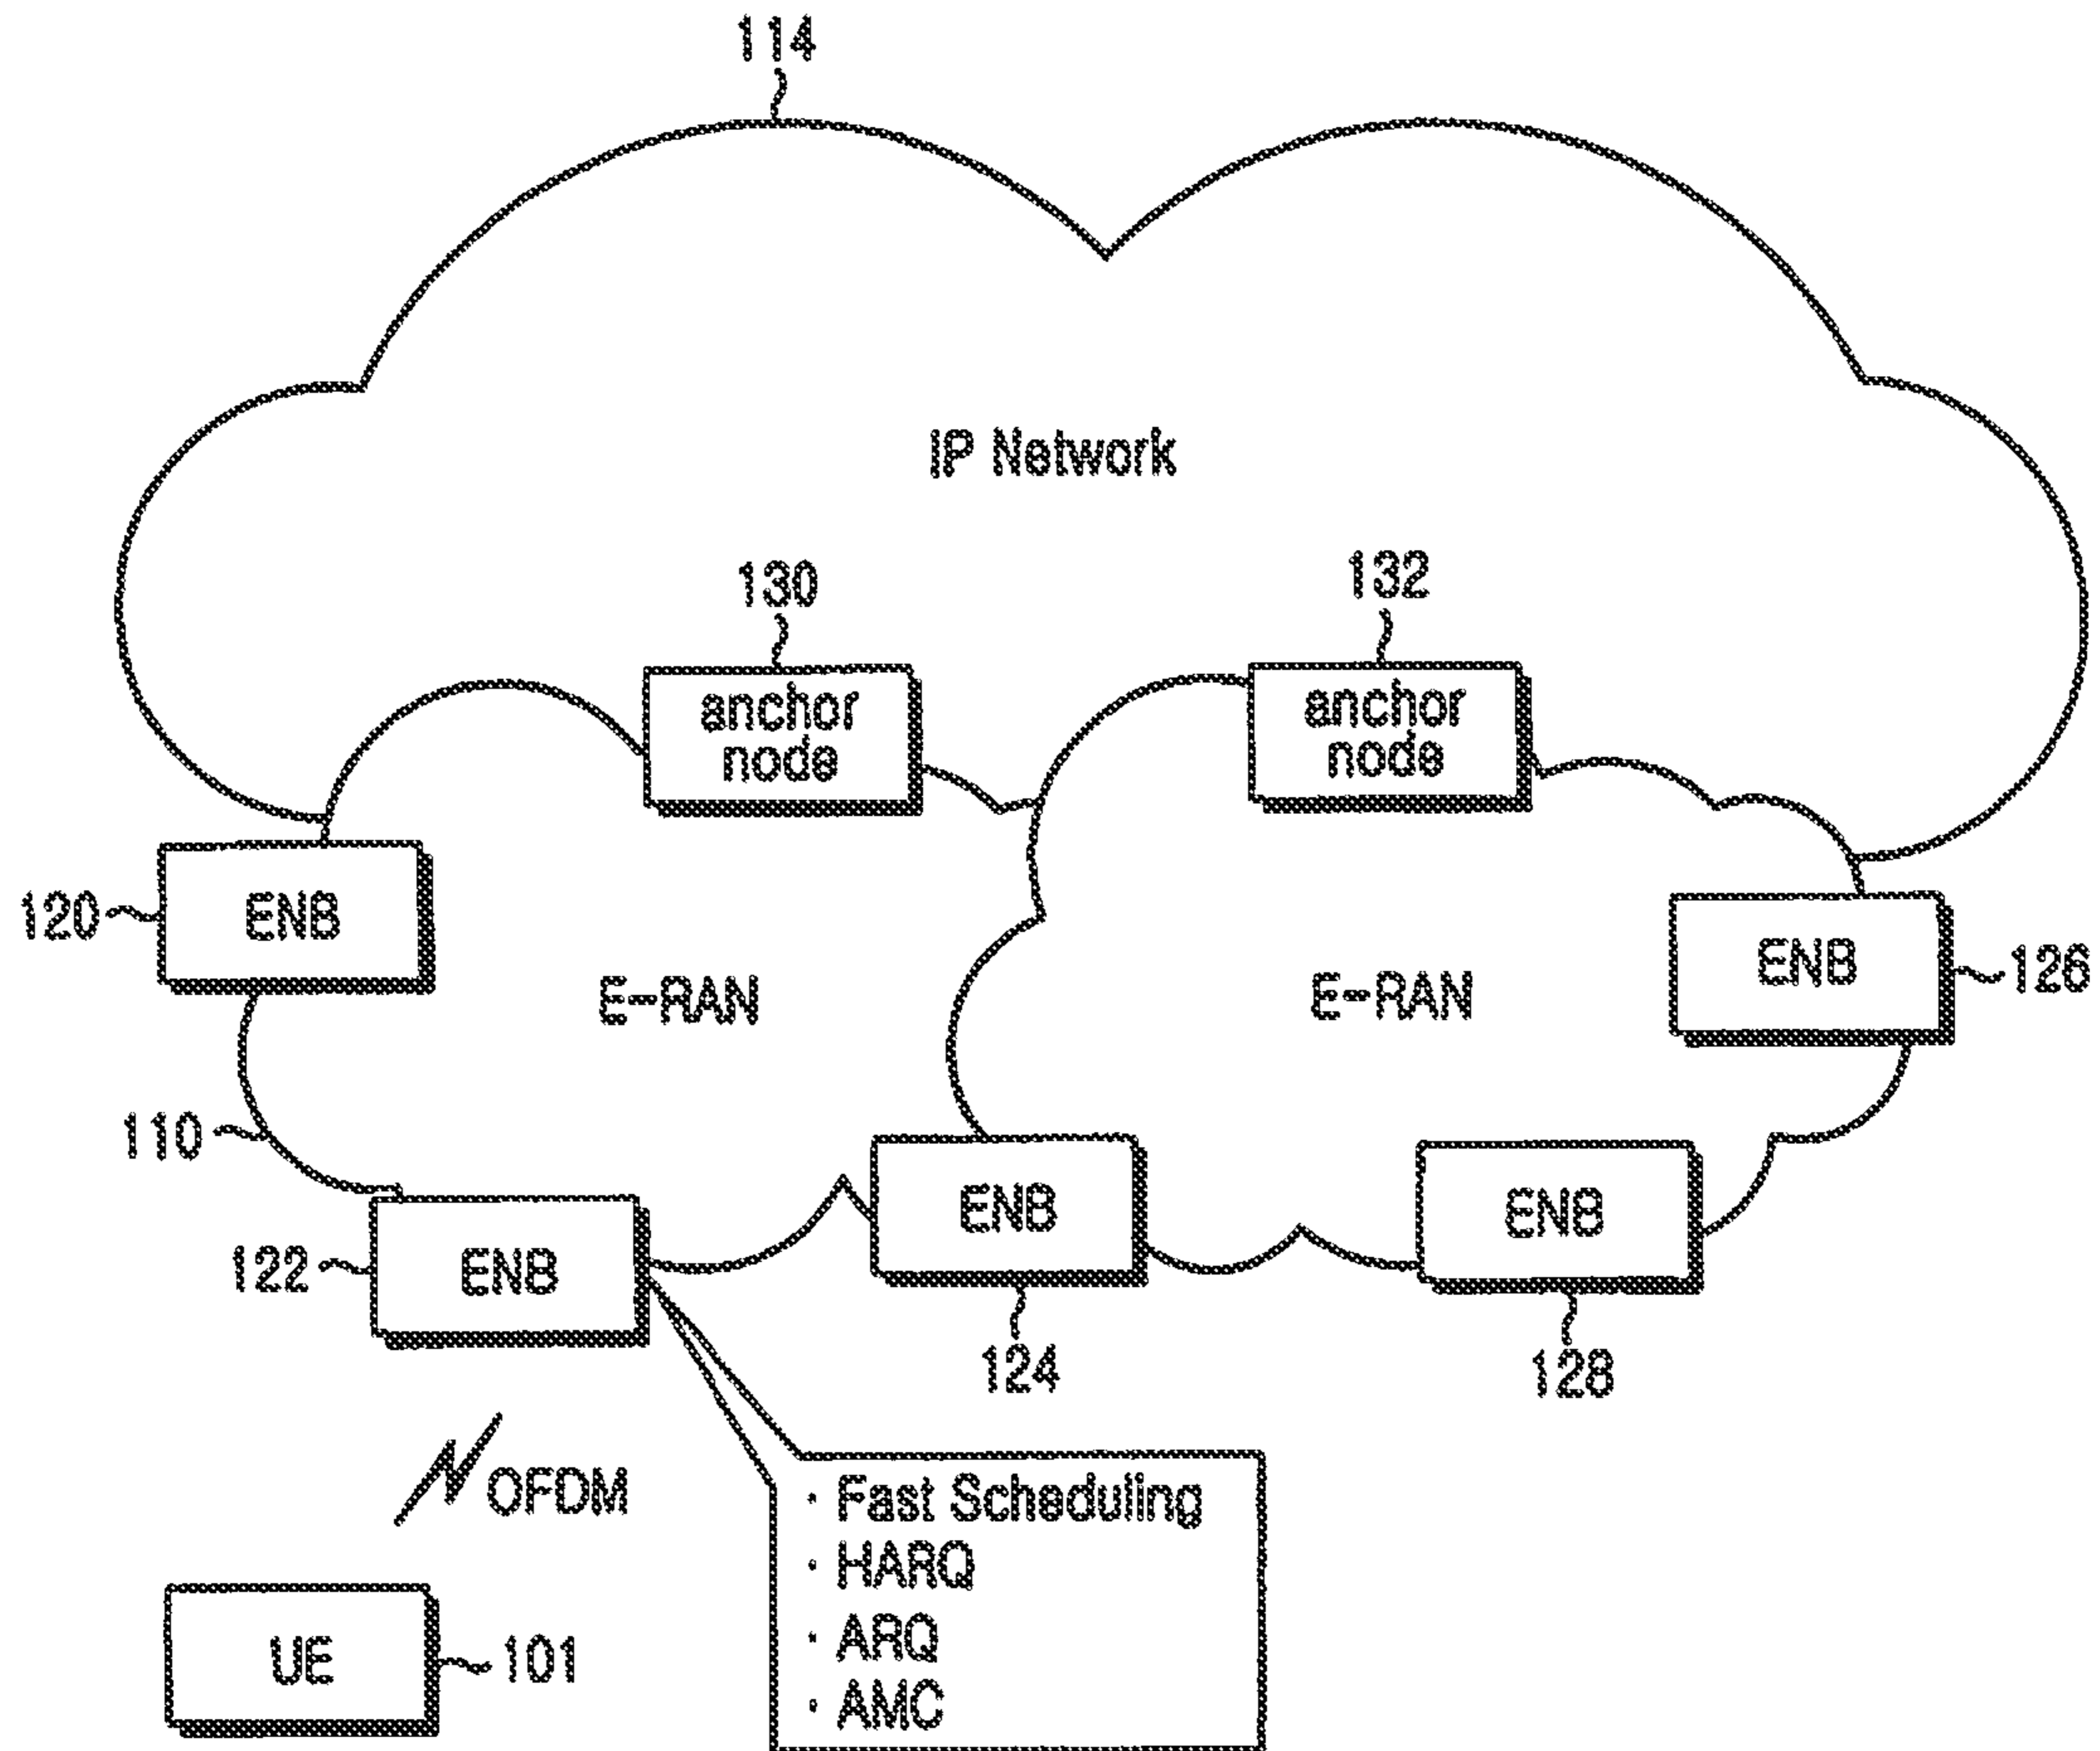 114
IP Network
130
132
anchor
node
anchor
node
120
ENB
E-RAN
E-RAN
ENB
126
110
122
ENB
ENB
ENB
124
128
OFDM
· Fast Scheduling
· HARQ
· ARQ
· AMC
UE
101